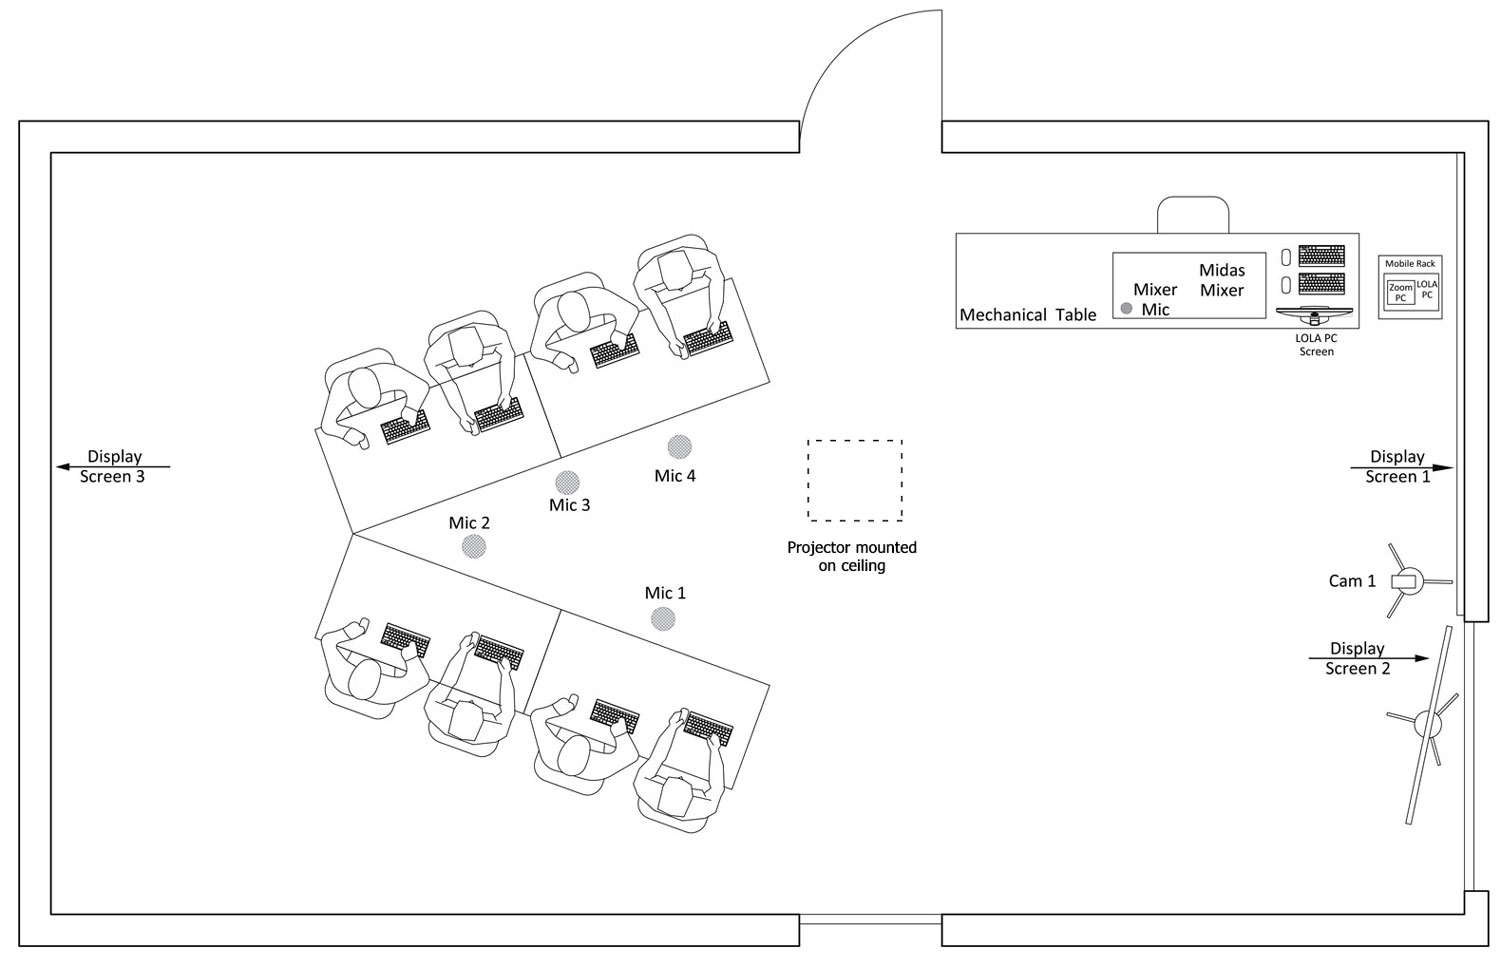 Mobile Rack
Midas
Mixer
Mixer
Mic
Zoom
PC
LOLA
PC
Mechanical Table
LOLA PC
Screen
Display
Screen 3
Display
Screen 1
Mic 4
Mic 3
Mic 2
Projector mounted
on ceiling
Cam 1
Mic 1
Display
Screen 2